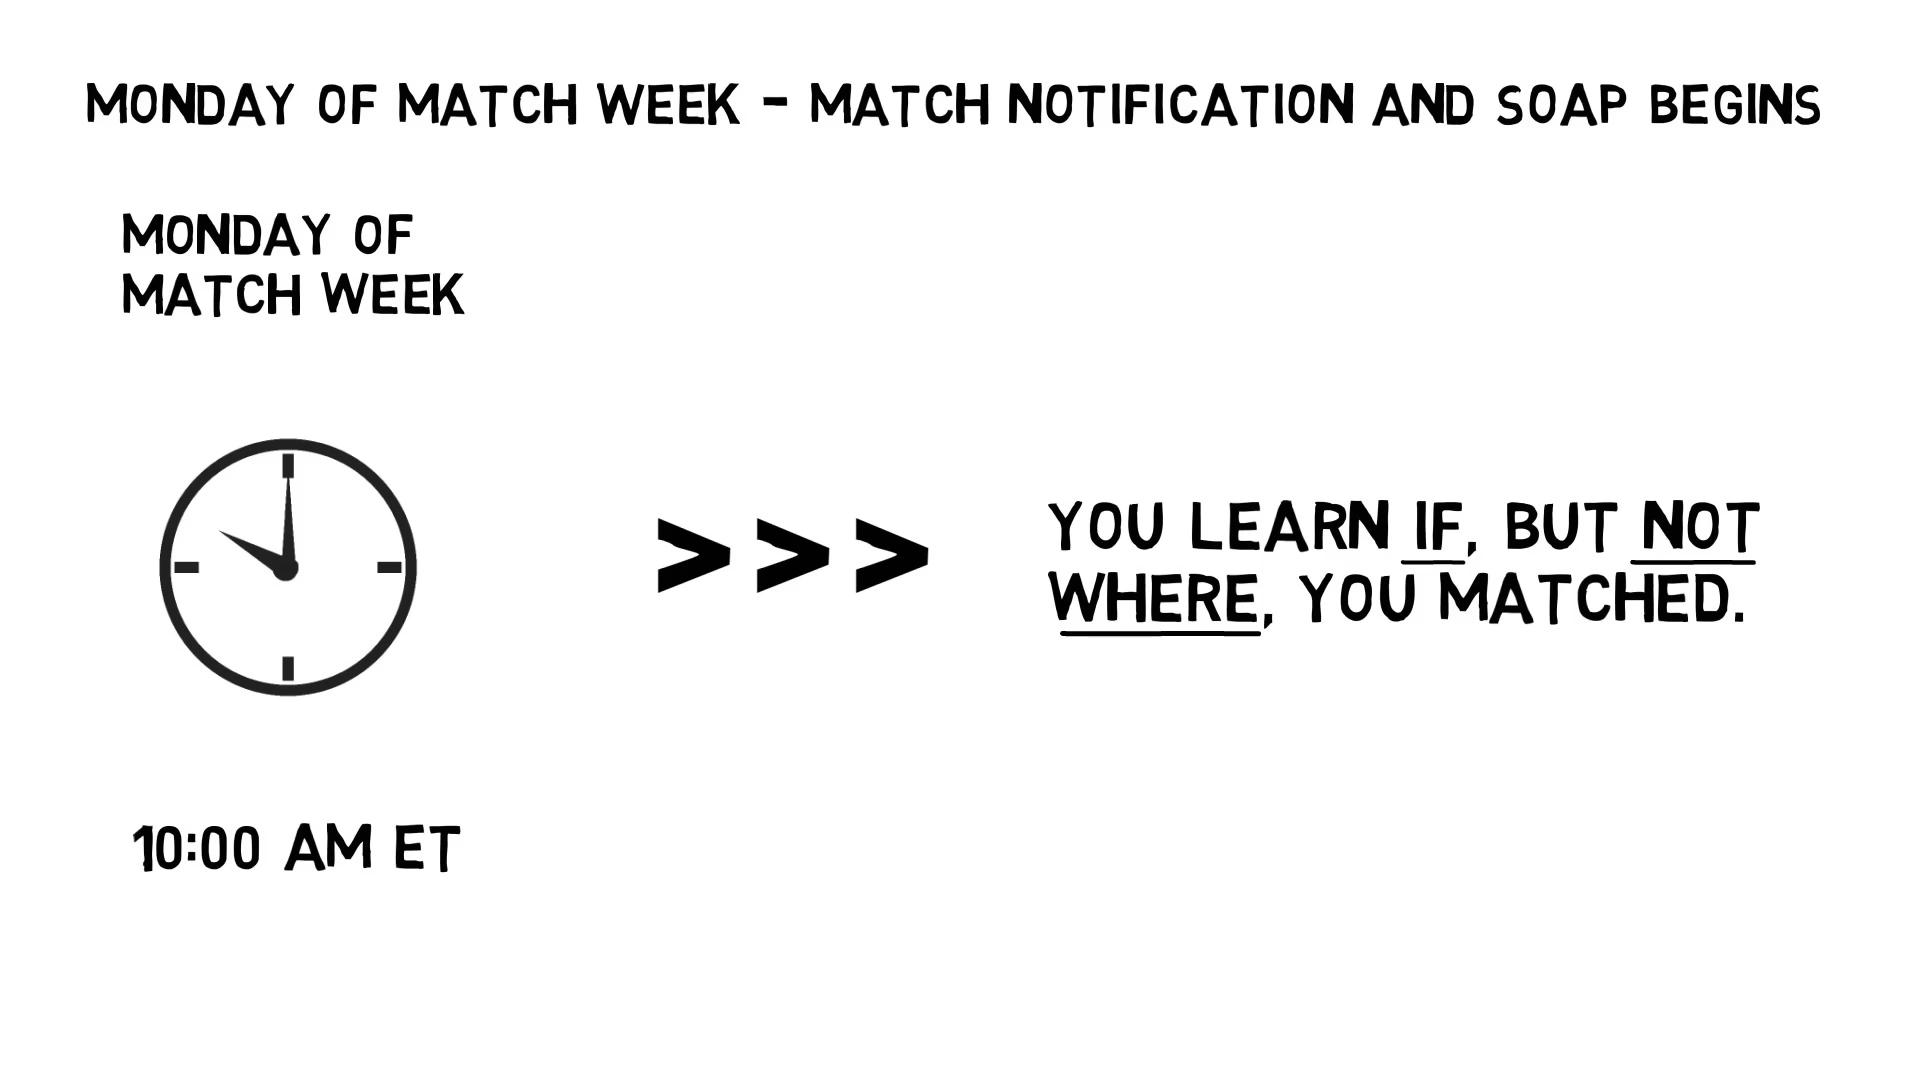 MONDAY OF MATCH WEEK - MATCH NOTIFICATION AND SOAP BEGINS
MONDAY OF
MATCH WEEK
>>>
YOU LEARN IF, BUT NOT
WHERE, YOU MATCHED.
10:00 AM ET